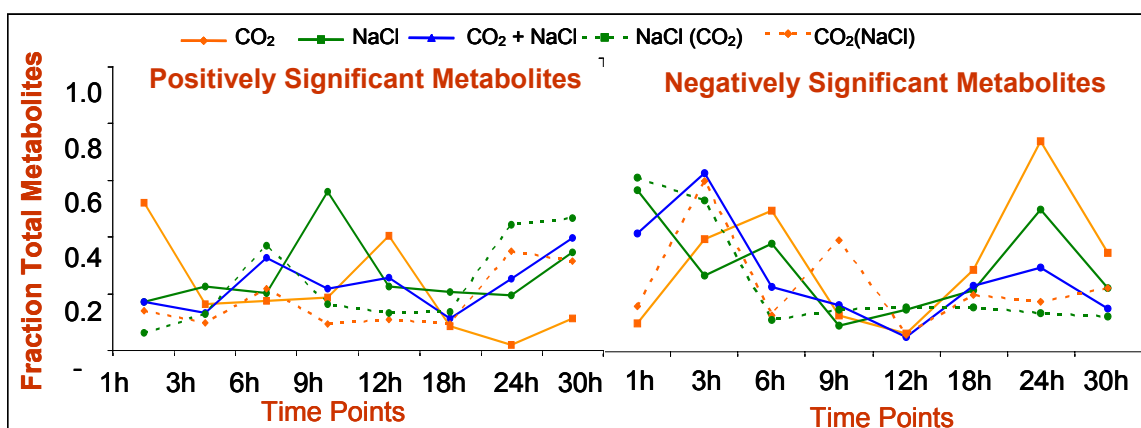 CO₂ NaCl CO₂ + NaCl NaCl (CO₂) CO₂(NaCl)
Positively Significant Metabolites
Negatively Significant Metabolites
Fraction Total Metabolites
1.0
0.8
0.6
0.4
0.2
-
1h 3h 6h 9h 12h 18h 24h 30h
1h 3h 6h 9h 12h 18h 24h 30h
Time Points
Time Points